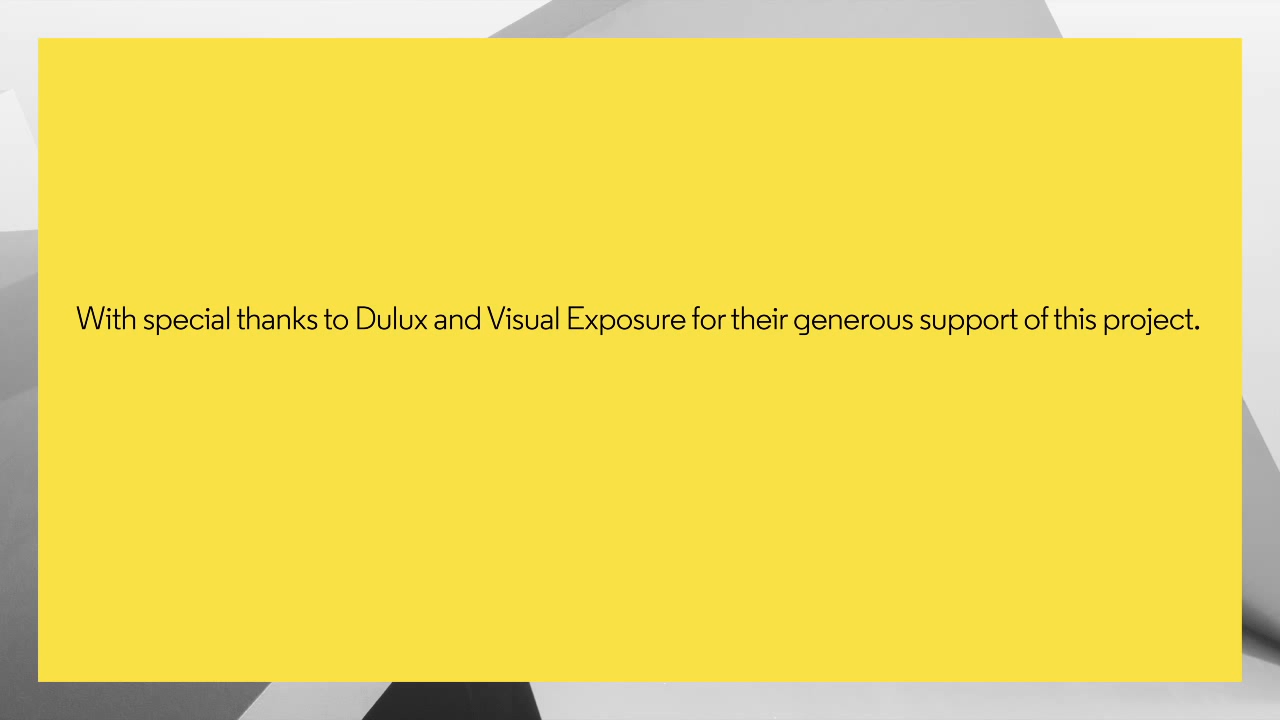 With special thanks to Dulux and Visual Exposure for their generous support of this project.